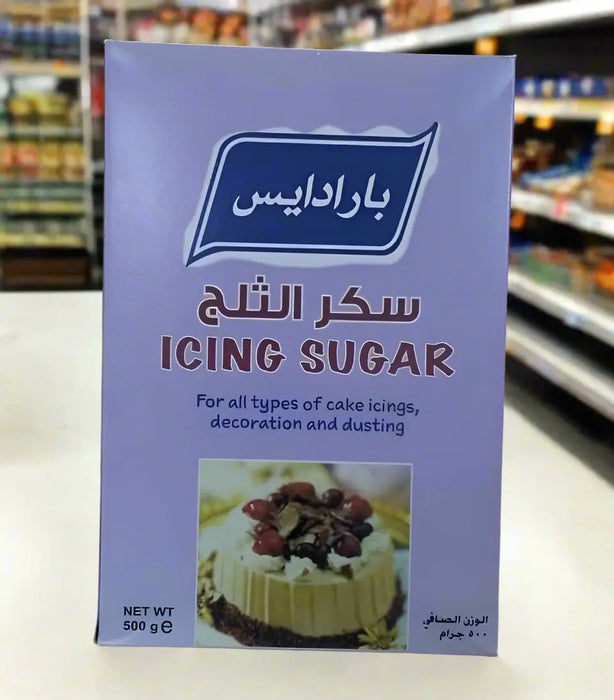 بارادايس
سكر الثلج
ICING SUGAR
For all types of cake icings,
decoration and dusting
NET WT
500 g e
الوزن الصافي
٥٠٠ جرام